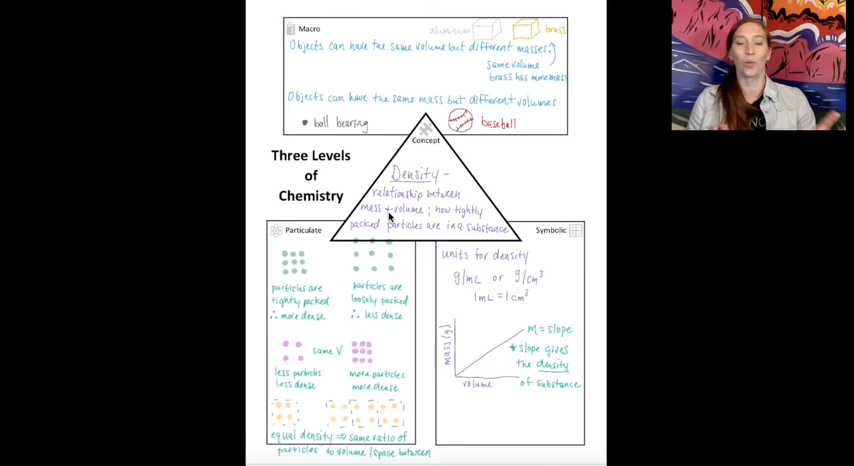 Macro
aluminum
brass
Objects can have the same volume but different masses.
same volume
brass has more mass
Objects can have the same mass but different volumes
ball bearing
baseball
Three Levels
of
Chemistry
Concept
Density -
relationship between
mass + volume; how tightly
packed particles are in a substance
Particulate
particles are
tightly packed
∴ more dense
particles are
loosely packed
∴ less dense
same V
less particles
less dense
more particles
more dense
equal density ⇒ same ratio of
particles to volume/space between
Symbolic
units for density
g/mL or g/cm³
1mL = 1cm³
mass (g)
volume
m = slope
* slope gives
the density
of substance